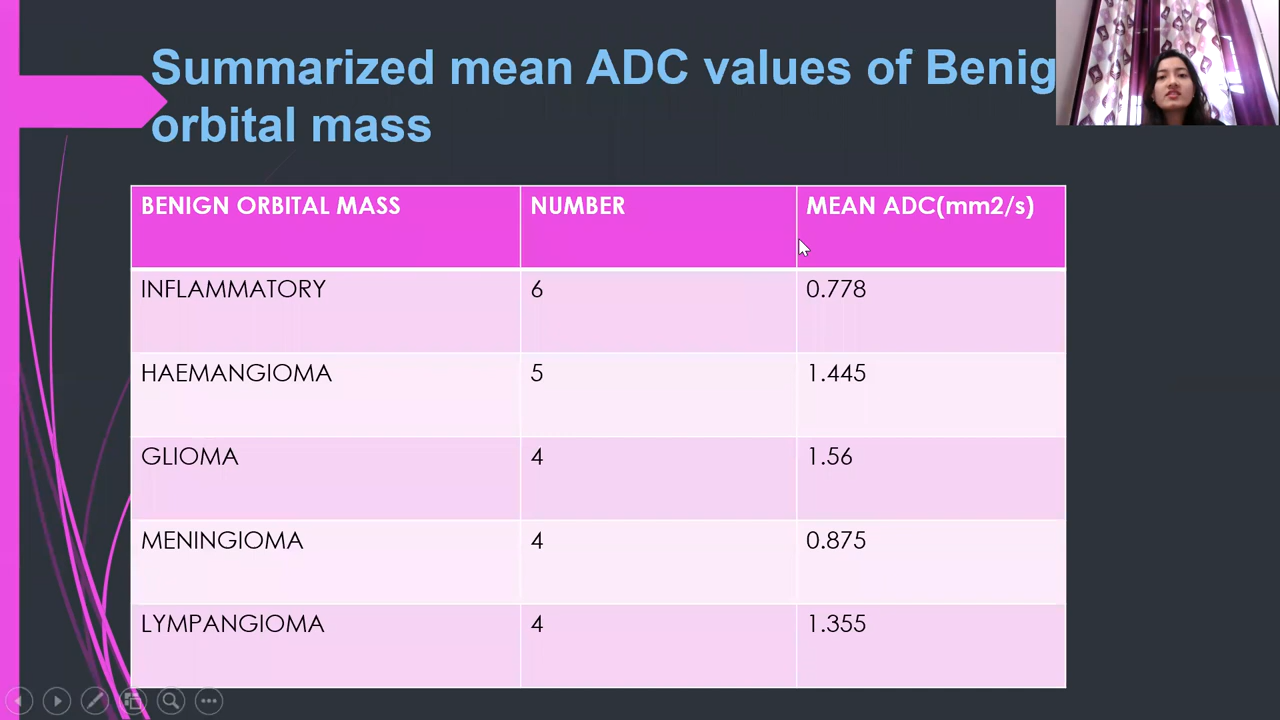 Summarized mean ADC values of Benig
orbital mass
BENIGN ORBITAL MASS NUMBER MEAN ADC(mm2/s)
INFLAMMATORY 6 0.778
HAEMANGIOMA 5 1.445
GLIOMA 4 1.56
MENINGIOMA 4 0.875
LYMPANGIOMA 4 1.355